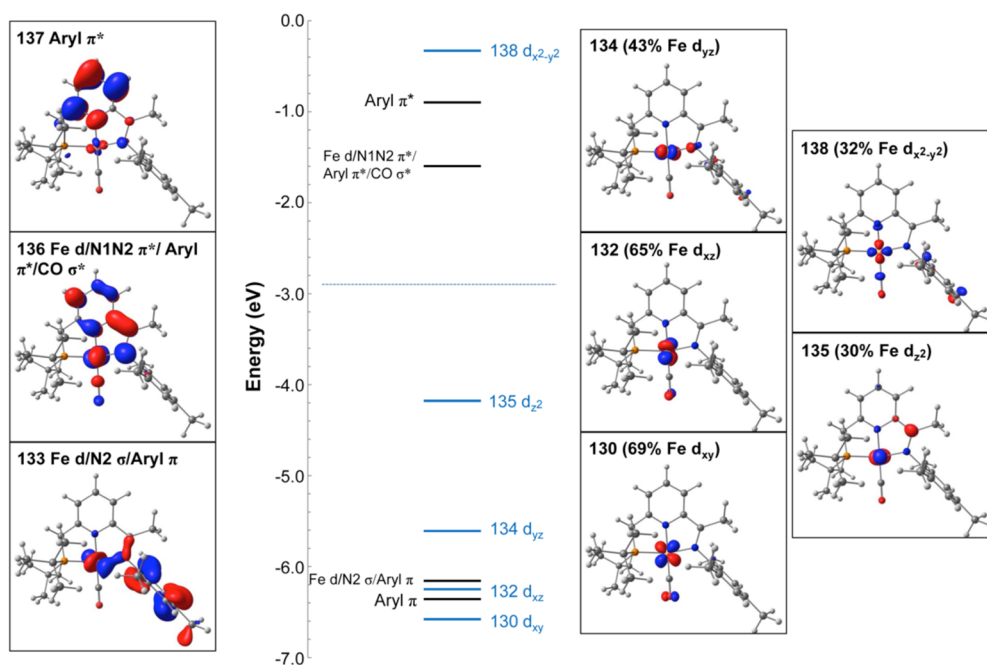 137 Aryl π*
136 Fe d/N1N2 π*/ Aryl
π*/CO σ*
133 Fe d/N2 σ/Aryl π
Energy (eV)
0.0
-1.0
-2.0
-3.0
-4.0
-5.0
-6.0
-7.0
138 dx2-y2
Aryl π*
Fe d/N1N2 π*/
Aryl π*/CO σ*
135 dz2
134 dyz
Fe d/N2 σ/Aryl π
132 dxz
Aryl π
130 dxy
134 (43% Fe dyz)
132 (65% Fe dxz)
130 (69% Fe dxy)
138 (32% Fe dx2-y2)
135 (30% Fe dz2)